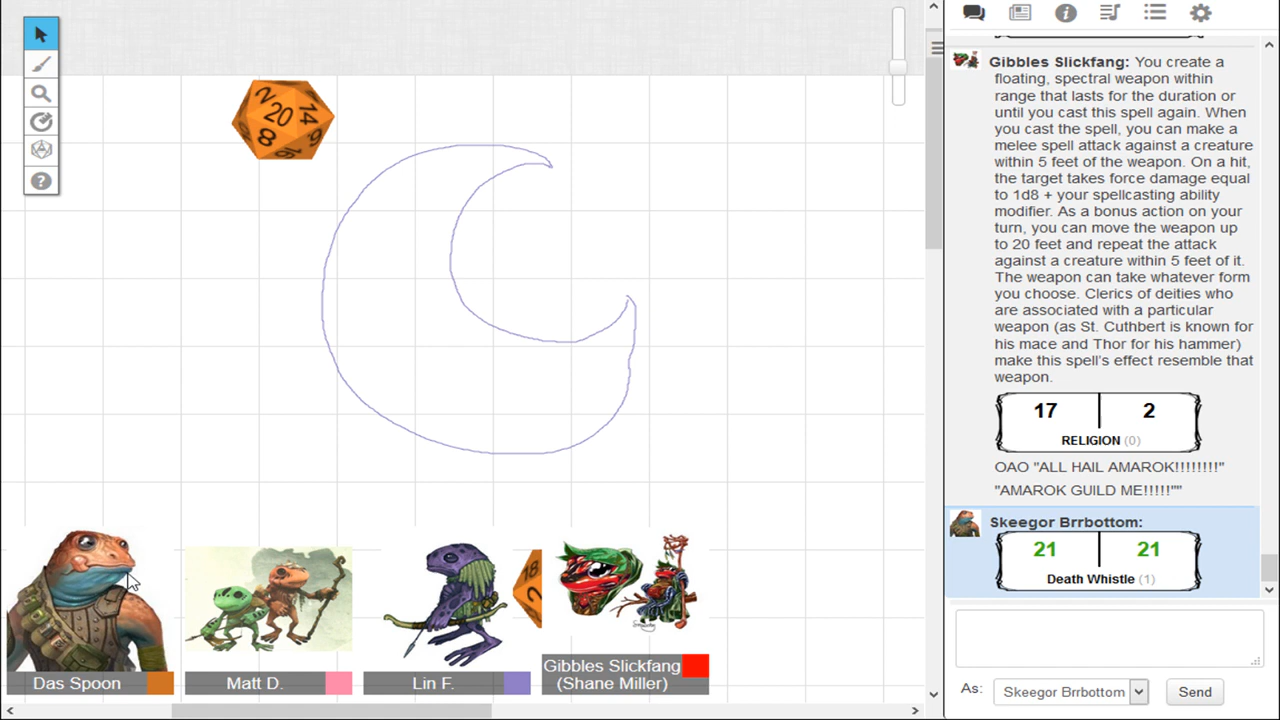 2
20
14
8
9
16
Gibbles Slickfang: You create a
floating, spectral weapon within
range that lasts for the duration or
until you cast this spell again. When
you cast the spell, you can make a
melee spell attack against a creature
within 5 feet of the weapon. On a hit,
the target takes force damage equal
to 1d8 + your spellcasting ability
modifier. As a bonus action on your
turn, you can move the weapon up
to 20 feet and repeat the attack
against a creature within 5 feet of it.
The weapon can take whatever form
you choose. Clerics of deities who
are associated with a particular
weapon (as St. Cuthbert is known for
his mace and Thor for his hammer)
make this spell's effect resemble that
weapon.
17 2
RELIGION (0)
OAO "ALL HAIL AMAROK!!!!!!!!"
"AMAROK GUILD ME!!!!!""
Skeegor Brrbottom:
21 21
Death Whistle (1)
18
Das Spoon
Matt D.
Lin F.
Gibbles Slickfang
(Shane Miller)
As: Skeegor Brrbottom Send